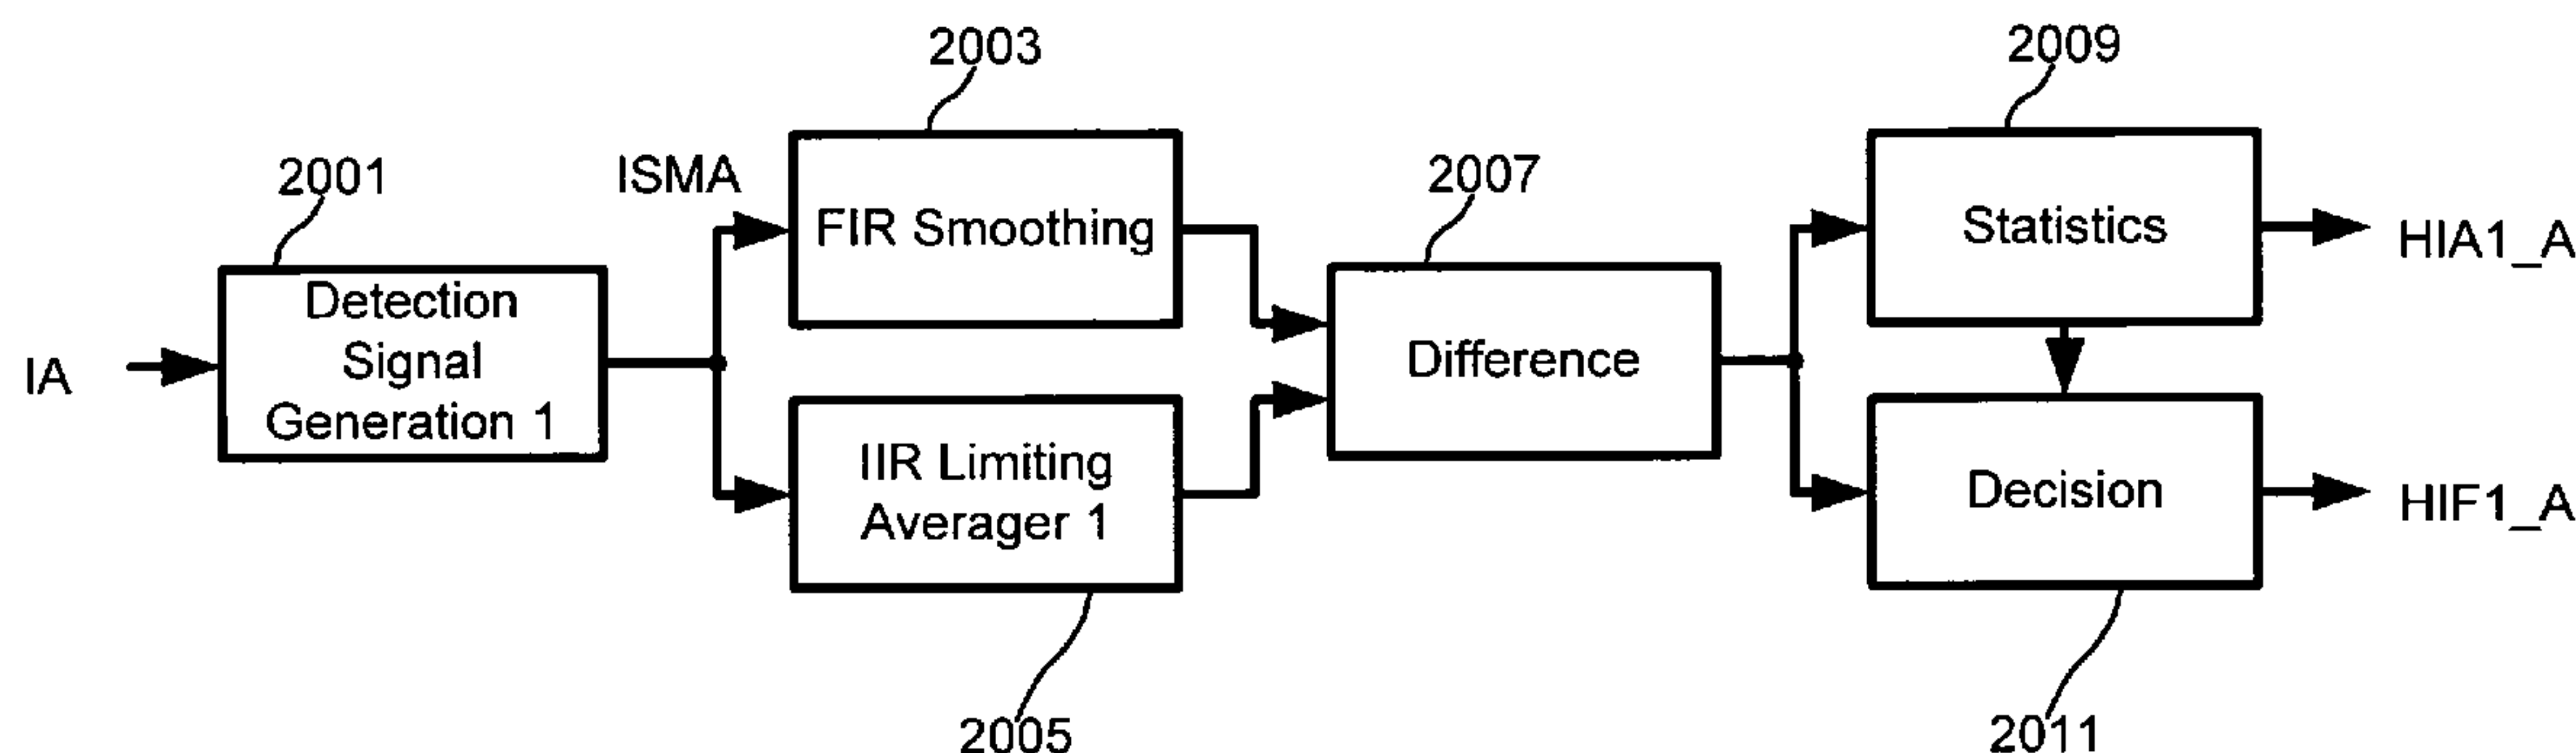 2003
2009
2001
ISMA
2007
FIR Smoothing
Statistics
HIA1_A
Detection
Signal
Generation 1
IA
Difference
IIR Limiting
Averager 1
Decision
HIF1_A
2005
2011